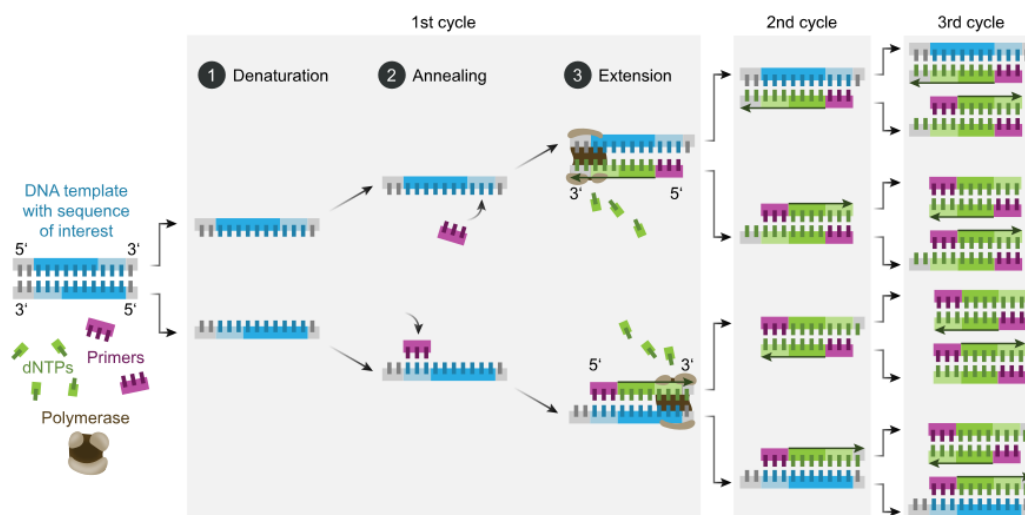 1st cycle
2nd cycle
3rd cycle
1 Denaturation
2 Annealing
3 Extension
DNA template
with sequence
of interest
5‘ 3‘
3‘ 5‘
Primers
dNTPs
Polymerase
3‘ 5‘
5‘ 3‘